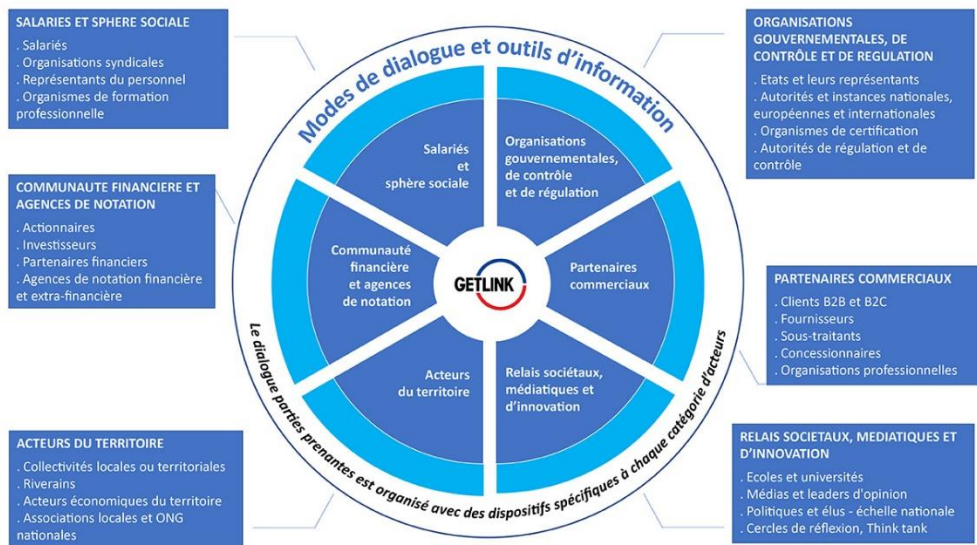 SALARIES ET SPHERE SOCIALE
. Salariés
. Organisations syndicales
. Représentants du personnel
. Organismes de formation
professionnelle
COMMUNAUTE FINANCIERE ET
AGENCES DE NOTATION
. Actionnaires
. Investisseurs
. Partenaires financiers
. Agences de notation financière
et extra-financière
ACTEURS DU TERRITOIRE
. Collectivités locales ou territoriales
. Riverains
. Acteurs économiques du territoire
. Associations locales et ONG
nationales
Modes de dialogue et outils d'information
Salariés
et
sphère sociale
Organisations
gouvernementales,
de contrôle
et de régulation
Communauté
financière
et agences
de notation
GETLINK
Partenaires
commerciaux
Acteurs
du territoire
Relais sociétaux,
médiatiques et
d'innovation
Le dialogue parties prenantes est organisé avec des dispositifs spécifiques à chaque catégorie d'acteurs
ORGANISATIONS
GOUVERNEMENTALES, DE
CONTRÔLE ET DE REGULATION
. Etats et leurs représentants
. Autorités et instances nationales,
européennes et internationales
. Organismes de certification
. Autorités de régulation et de
contrôle
PARTENAIRES COMMERCIAUX
. Clients B2B et B2C
. Fournisseurs
. Sous-traitants
. Concessionnaires
. Organisations professionnelles
RELAIS SOCIETAUX, MEDIATIQUES ET
D'INNOVATION
. Ecoles et universités
. Médias et leaders d'opinion
. Politiques et élus - échelle nationale
. Cercles de réflexion, Think tank